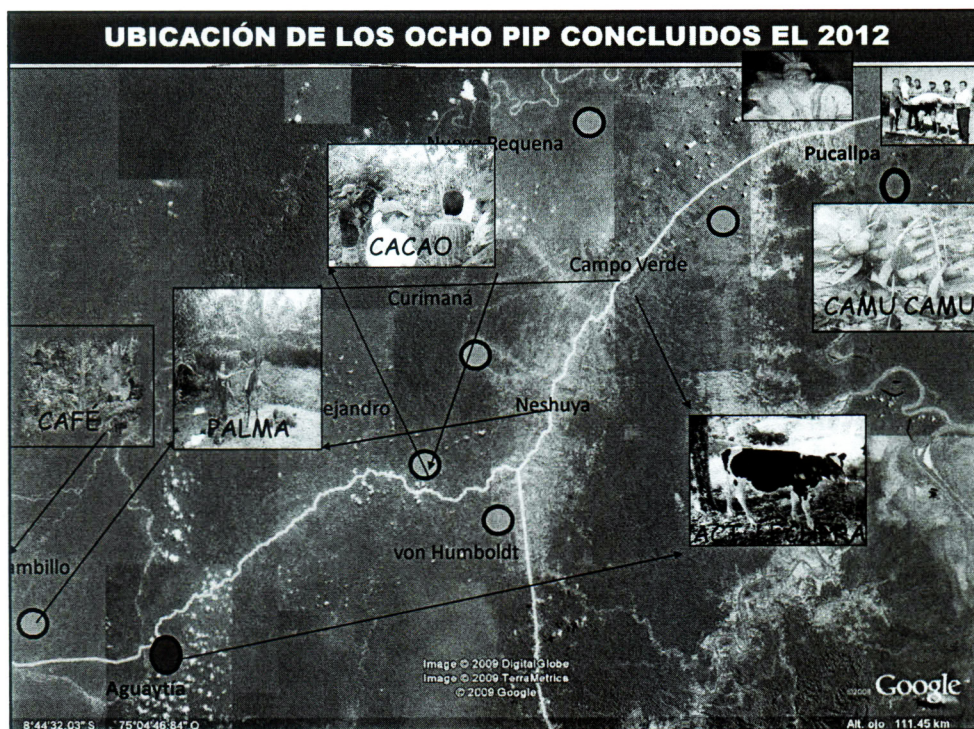 UBICACIÓN DE LOS OCHO PIP CONCLUIDOS EL 2012
Nuevo Requena
Pucallpa
CACAO
Campo Verde
CAMU CAMU
Curimaná
CAFÉ
PALMA
ejandro
Neshuya
von Humboldt
ambillo
Aguaytía
Image © 2009 DigitalGlobe
Image © 2009 TerraMetrics
© 2009 Google
©2009 Google
8°44'32.03" S 75°04'46.84" O
Alt. ojo 111.45 km